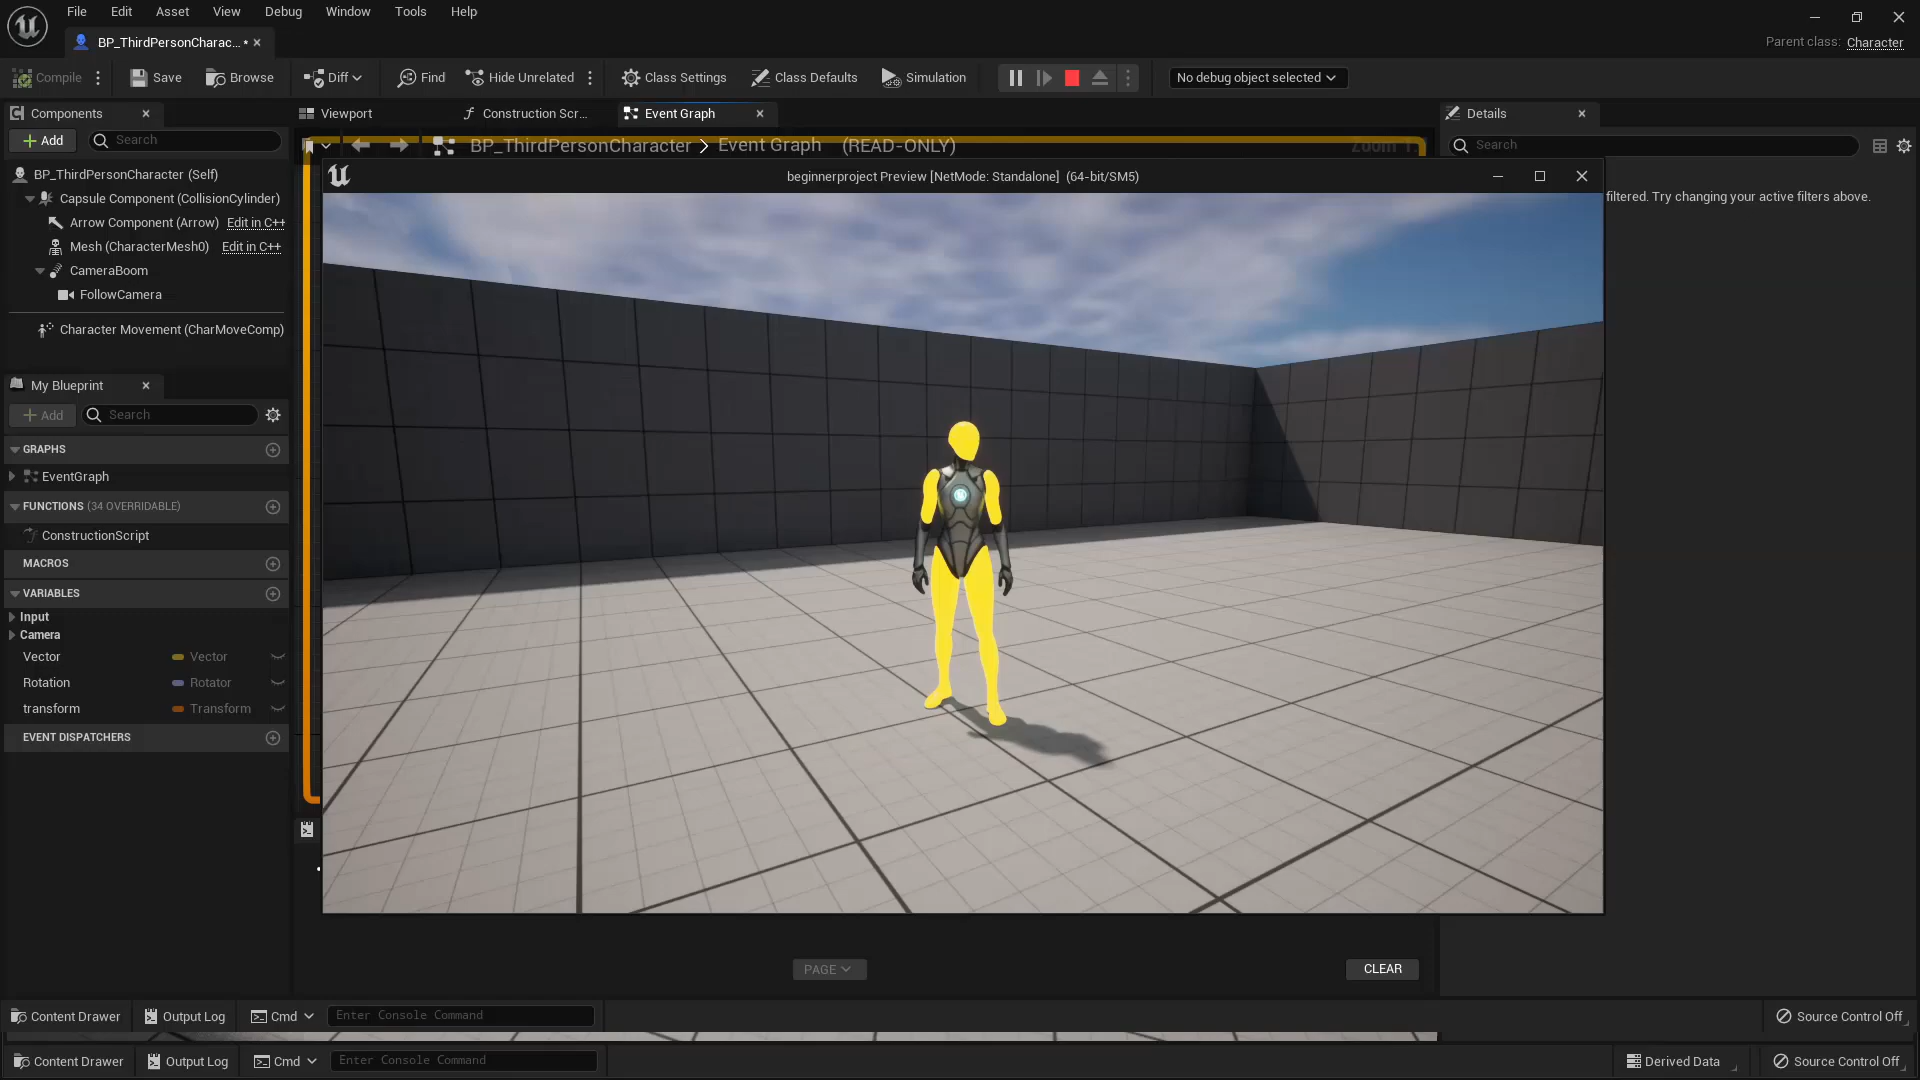 File Edit Asset View Debug Window Tools Help
BP_ThirdPersonCharac... •
Parent class: Character
Compile Save Browse Diff Find Hide Unrelated Class Settings Class Defaults Simulation No debug object selected
Components Viewport Construction Scr... Event Graph Details
Add Search
BP_ThirdPersonCharacter > Event Graph (READ-ONLY)
Search
BP_ThirdPersonCharacter (Self)
beginnerproject Preview [NetMode: Standalone] (64-bit/SM5)
Capsule Component (CollisionCylinder)
filtered. Try changing your active filters above.
Arrow Component (Arrow) Edit in C++
Mesh (CharacterMesh0) Edit in C++
CameraBoom
FollowCamera
Character Movement (CharMoveComp)
My Blueprint
Add Search
GRAPHS
EventGraph
FUNCTIONS (34 OVERRIDABLE)
ConstructionScript
MACROS
VARIABLES
Input
Camera
Vector Vector
Rotation Rotator
transform Transform
EVENT DISPATCHERS
PAGE CLEAR
Content Drawer Output Log Cmd Enter Console Command Source Control Off
Content Drawer Output Log Cmd Enter Console Command Derived Data Source Control Off